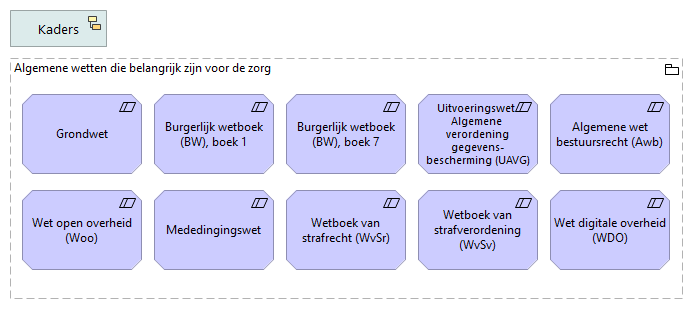 Kaders
Algemene wetten die belangrijk zijn voor de zorg
Grondwet
Burgerlijk wetboek
(BW), boek 1
Burgerlijk wetboek
(BW), boek 7
Uitvoeringswet
Algemene
verordening
gegevens-
bescherming (UAVG)
Algemene wet
bestuursrecht (Awb)
Wet open overheid
(Woo)
Mededingingswet
Wetboek van
strafrecht (WvSr)
Wetboek van
strafverordening
(WvSv)
Wet digitale overheid
(WDO)